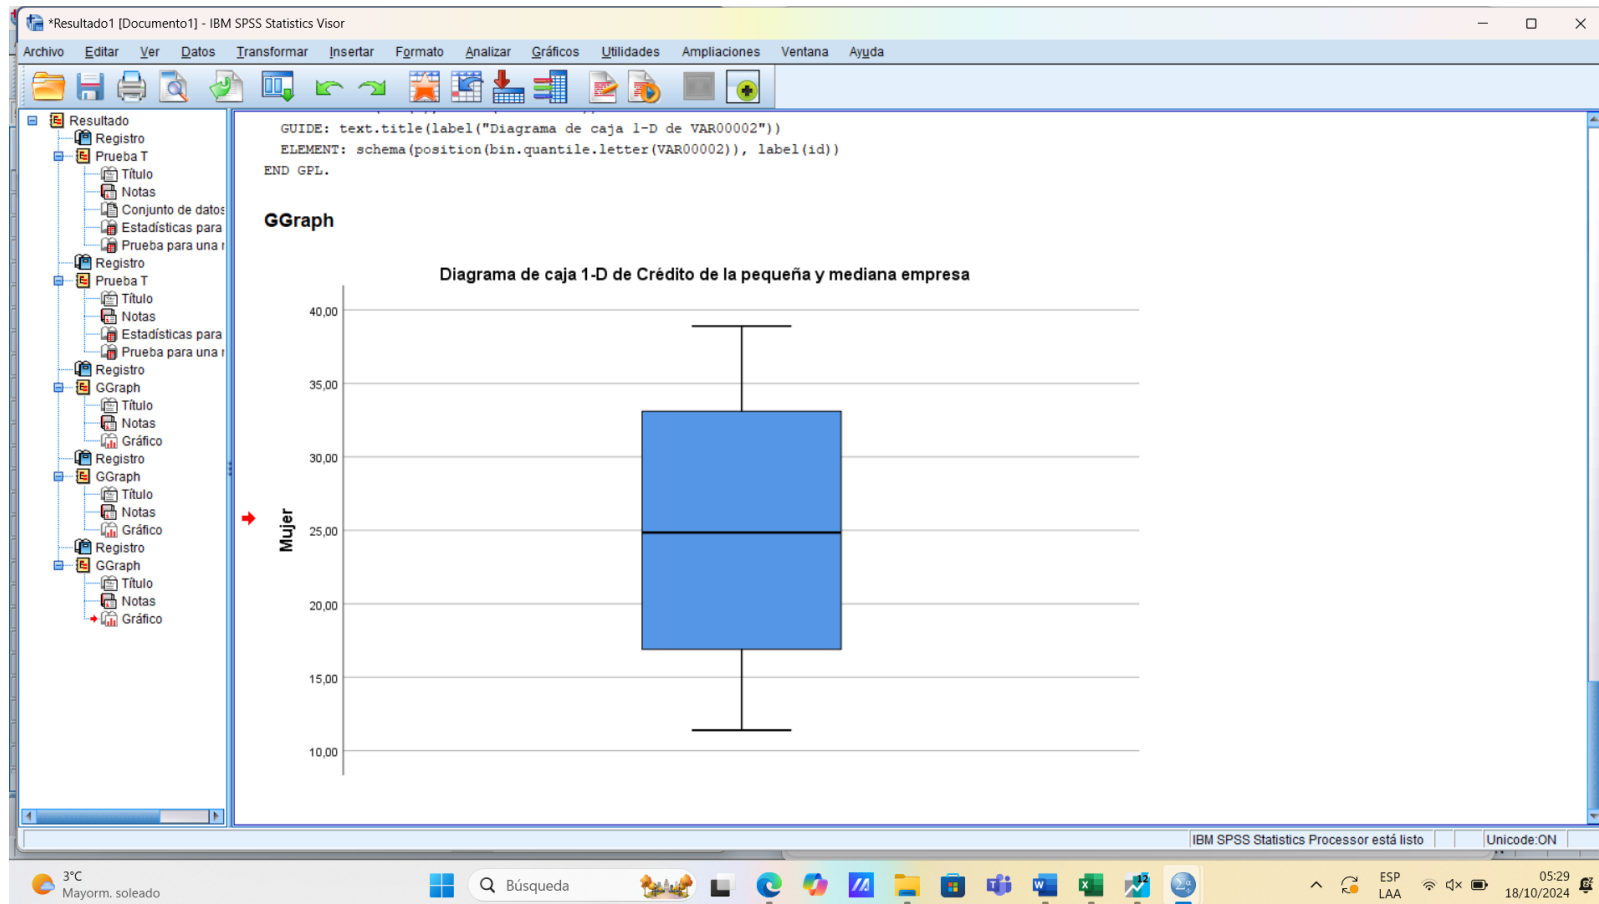 *Resultado1 [Documento1] - IBM SPSS Statistics Visor
Archivo Editar Ver Datos Transformar Insertar Formato Analizar Gráficos Utilidades Ampliaciones Ventana Ayuda
Resultado
Registro
Prueba T
Título
Notas
Conjunto de datos
Estadísticas para
Prueba para una
Registro
Prueba T
Título
Notas
Estadísticas para
Prueba para una
Registro
GGraph
Título
Notas
Gráfico
Registro
GGraph
Título
Notas
Gráfico
Registro
GGraph
Título
Notas
Gráfico
GUIDE: text.title(label("Diagrama de caja 1-D de VAR00002"))
ELEMENT: schema(position(bin.quantile.letter(VAR00002)), label(id))
END GPL.
GGraph
Diagrama de caja 1-D de Crédito de la pequeña y mediana empresa
40,00
35,00
30,00
25,00
20,00
15,00
10,00
Mujer
IBM SPSS Statistics Processor está listo
Unicode:ON
3°C
Mayorm. soleado
Búsqueda
12
ESP
LAA
05:29
18/10/2024